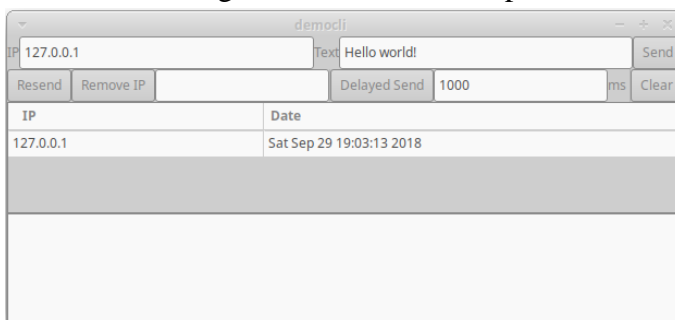 democli
IP 127.0.0.1 Text Hello world! Send
Resend Remove IP Delayed Send 1000 ms Clear
IP Date
127.0.0.1 Sat Sep 29 19:03:13 2018